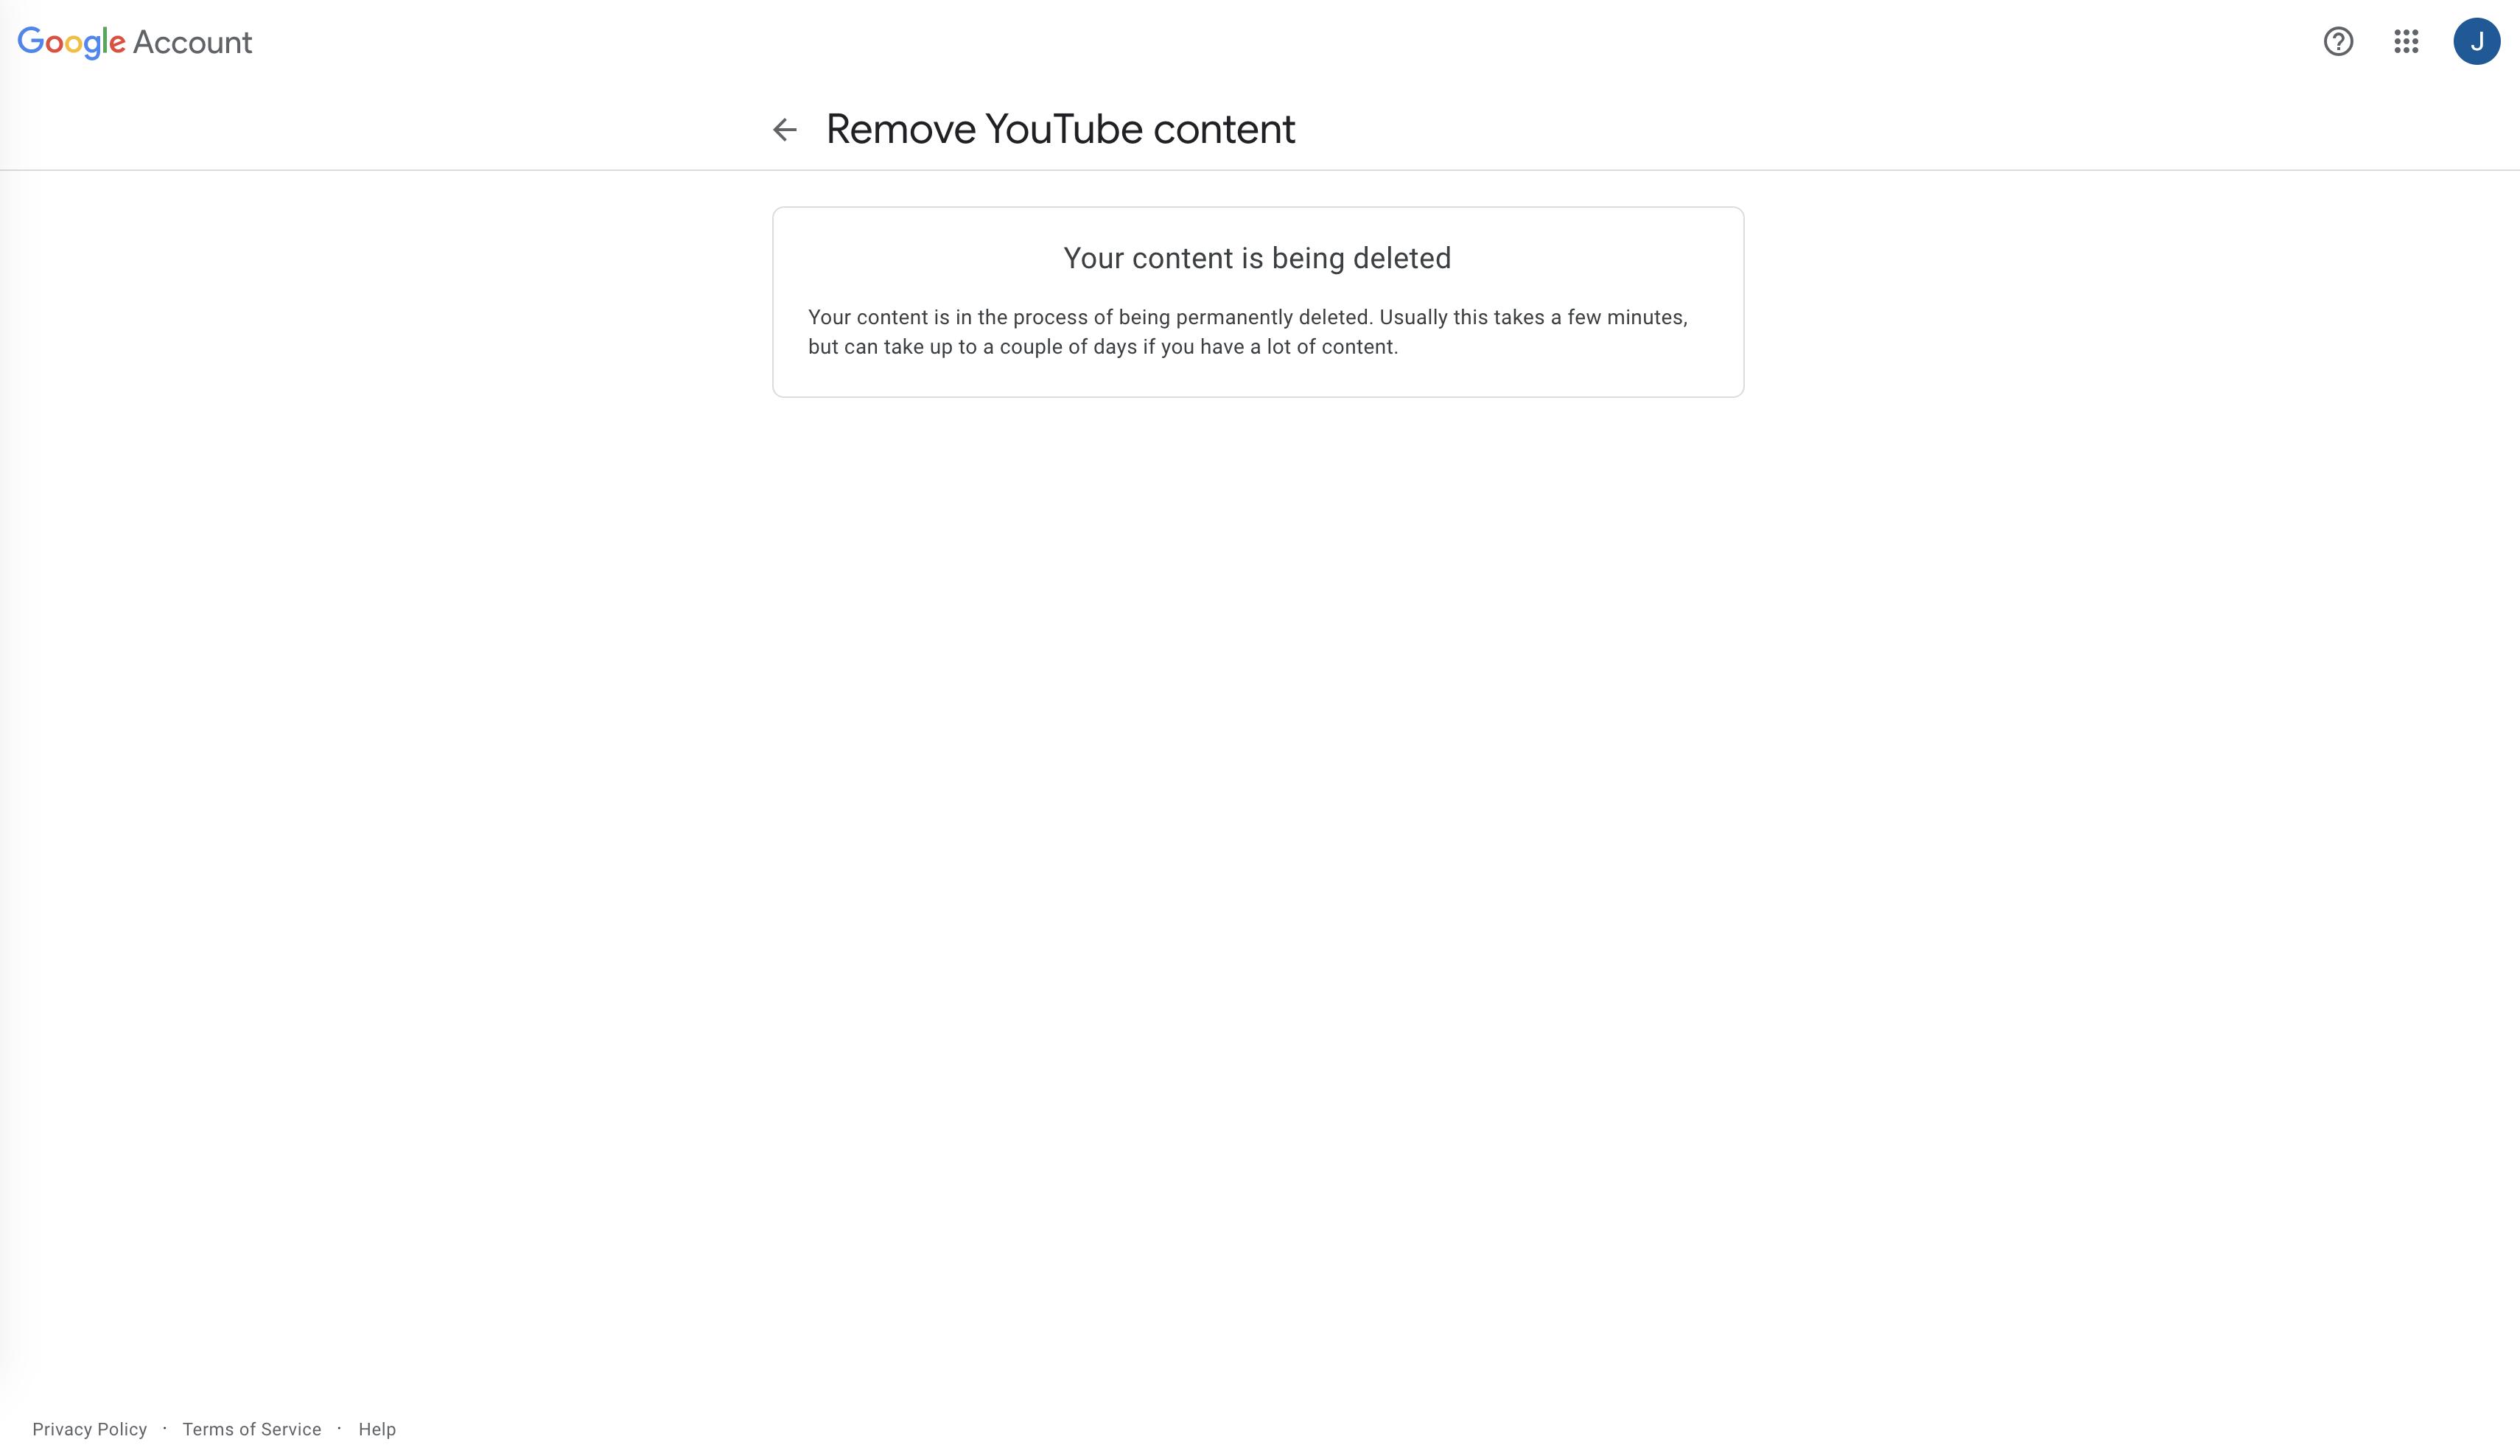 Google Account
J
Remove YouTube content
Your content is being deleted
Your content is in the process of being permanently deleted. Usually this takes a few minutes,
but can take up to a couple of days if you have a lot of content.
Privacy Policy · Terms of Service · Help